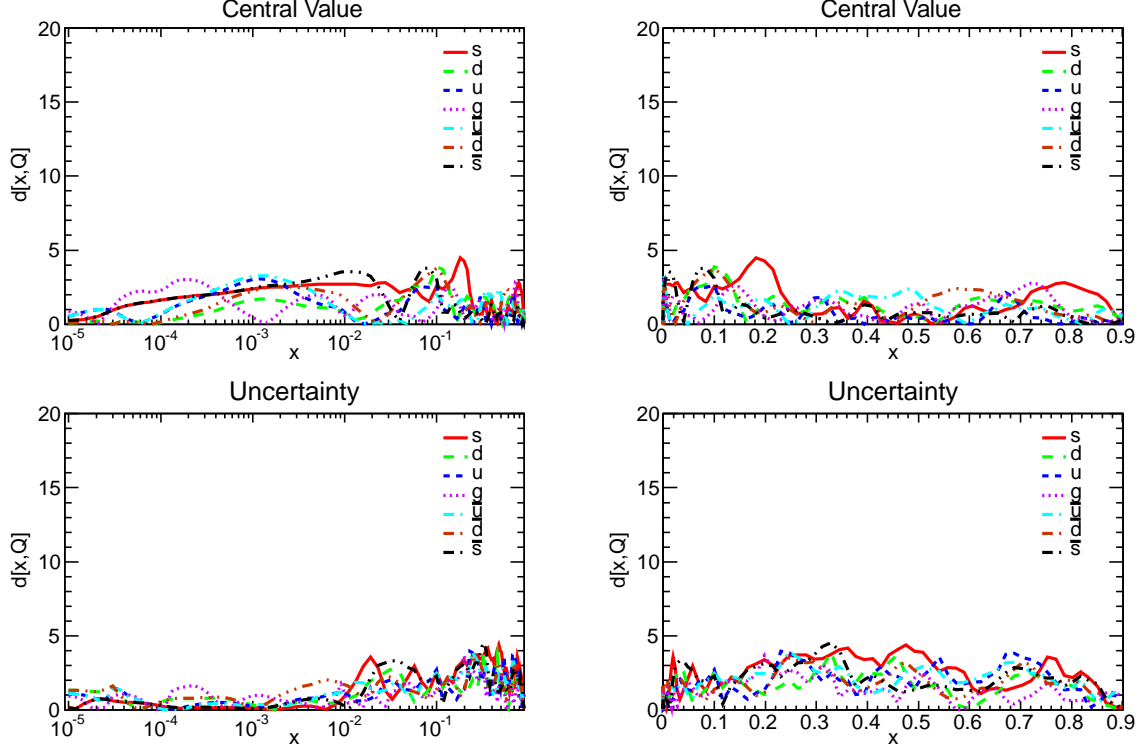 Central Value
20
15
10
5
0
d[x,Q]
s
d
u
g
s
10-5
10-4
10-3
10-2
10-1
x
Central Value
20
15
10
5
0
d[x,Q]
s
d
u
g
s
0
0.1
0.2
0.3
0.4
0.5
0.6
0.7
0.8
0.9
x
Uncertainty
20
15
10
5
0
d[x,Q]
s
d
u
g
s
10-5
10-4
10-3
10-2
10-1
x
Uncertainty
20
15
10
5
0
d[x,Q]
s
d
u
g
s
0
0.1
0.2
0.3
0.4
0.5
0.6
0.7
0.8
0.9
x